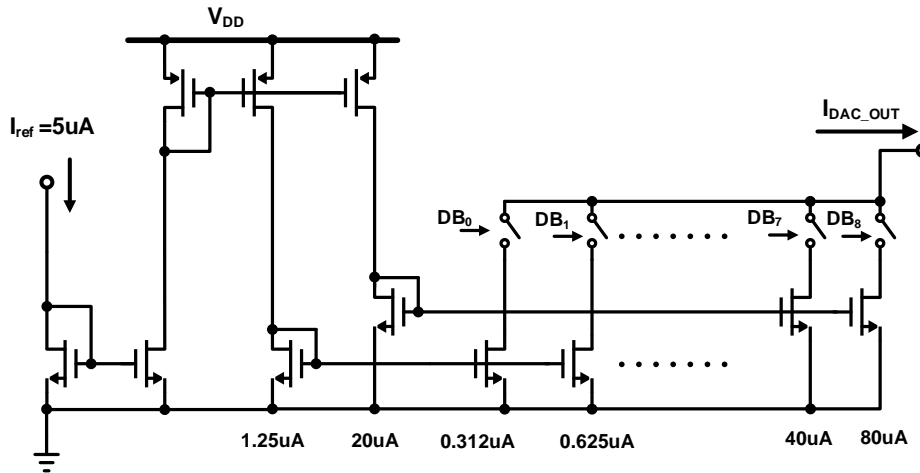 VDD
Iref =5uA
IDAC_OUT
DB0
DB1
DB7
DB8
1.25uA
20uA
0.312uA
0.625uA
40uA
80uA